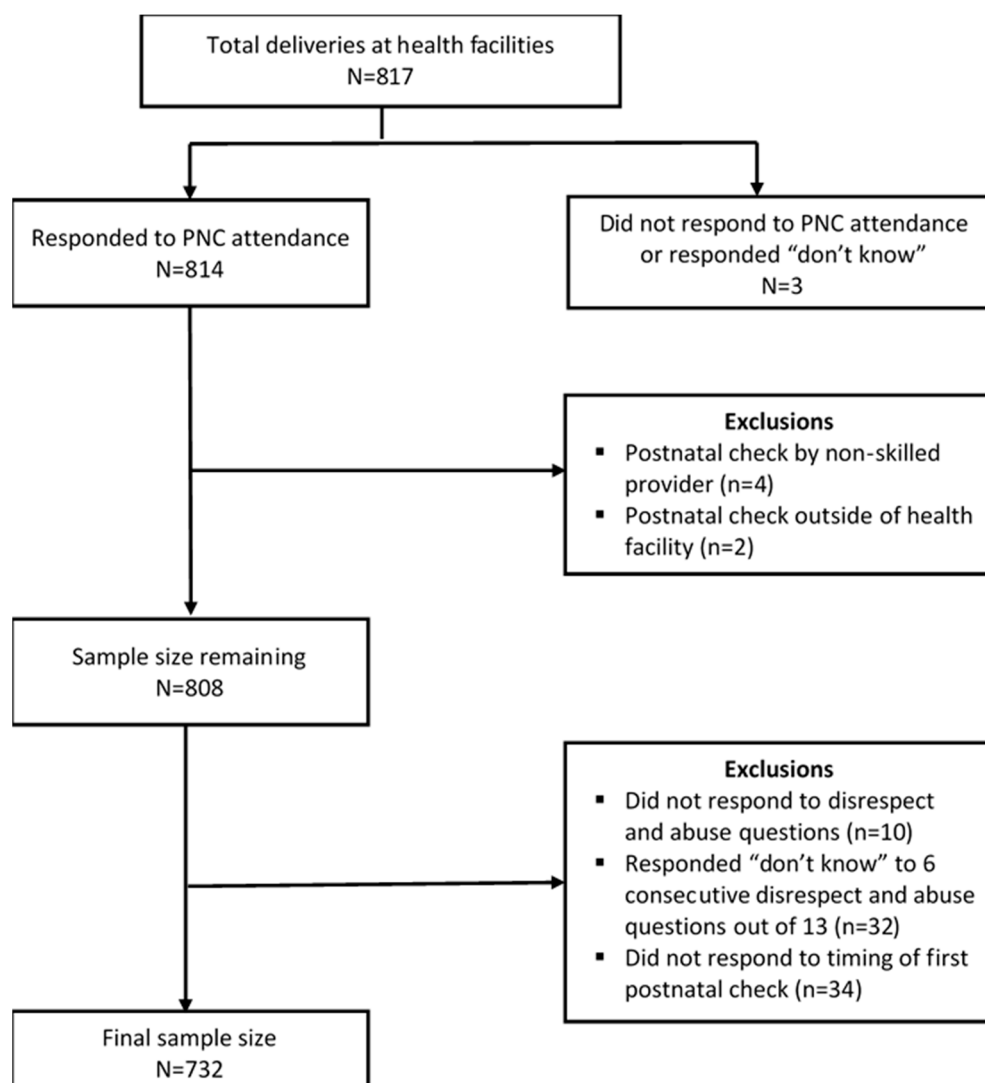 Total deliveries at health facilities
N=817
Responded to PNC attendance
N=814
Did not respond to PNC attendance
or responded “don’t know”
N=3
Exclusions
▪ Postnatal check by non-skilled
provider (n=4)
▪ Postnatal check outside of health
facility (n=2)
Sample size remaining
N=808
Exclusions
▪ Did not respond to disrespect
and abuse questions (n=10)
▪ Responded “don’t know” to 6
consecutive disrespect and abuse
questions out of 13 (n=32)
▪ Did not respond to timing of first
postnatal check (n=34)
Final sample size
N=732